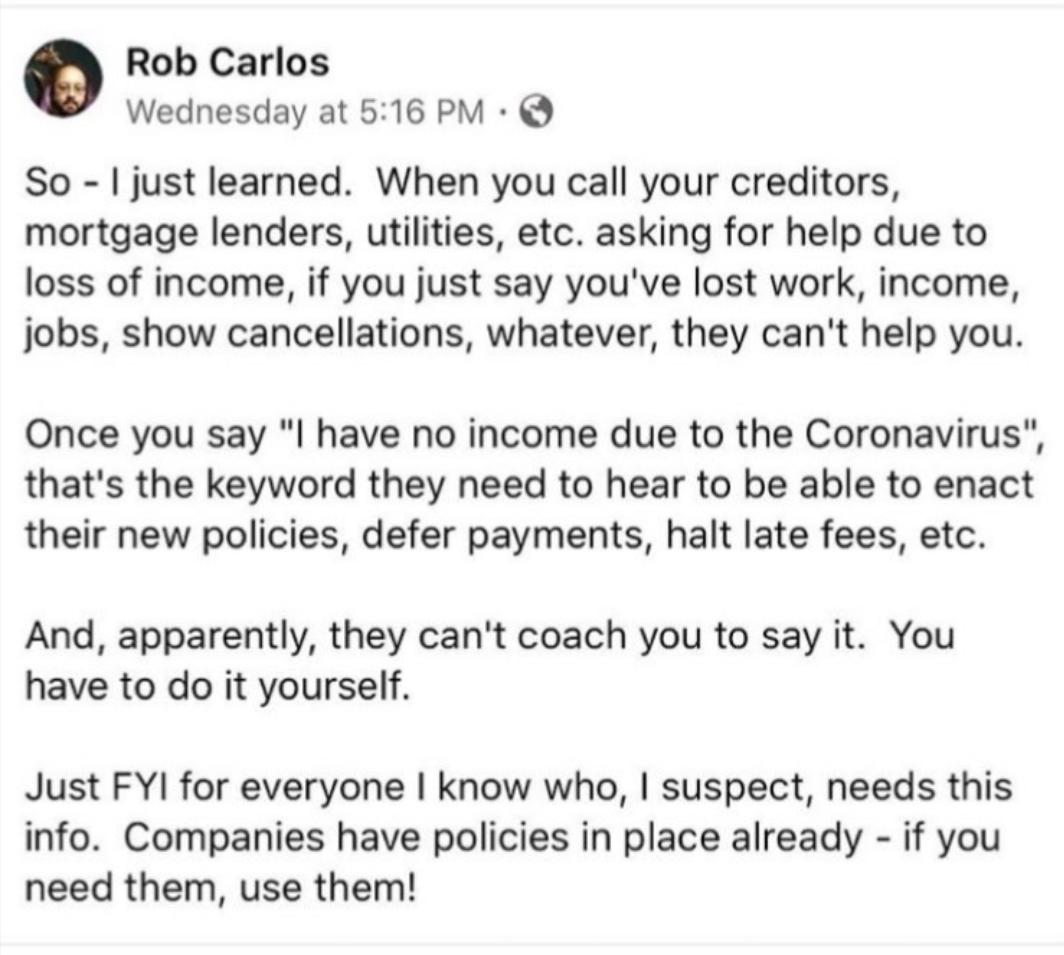 Rob Carlos
Wednesday at 5:16 PM ·
So - I just learned.  When you call your creditors,
mortgage lenders, utilities, etc. asking for help due to
loss of income, if you just say you've lost work, income,
jobs, show cancellations, whatever, they can't help you.
Once you say "I have no income due to the Coronavirus",
that's the keyword they need to hear to be able to enact
their new policies, defer payments, halt late fees, etc.
And, apparently, they can't coach you to say it.  You
have to do it yourself.
Just FYI for everyone I know who, I suspect, needs this
info.  Companies have policies in place already - if you
need them, use them!